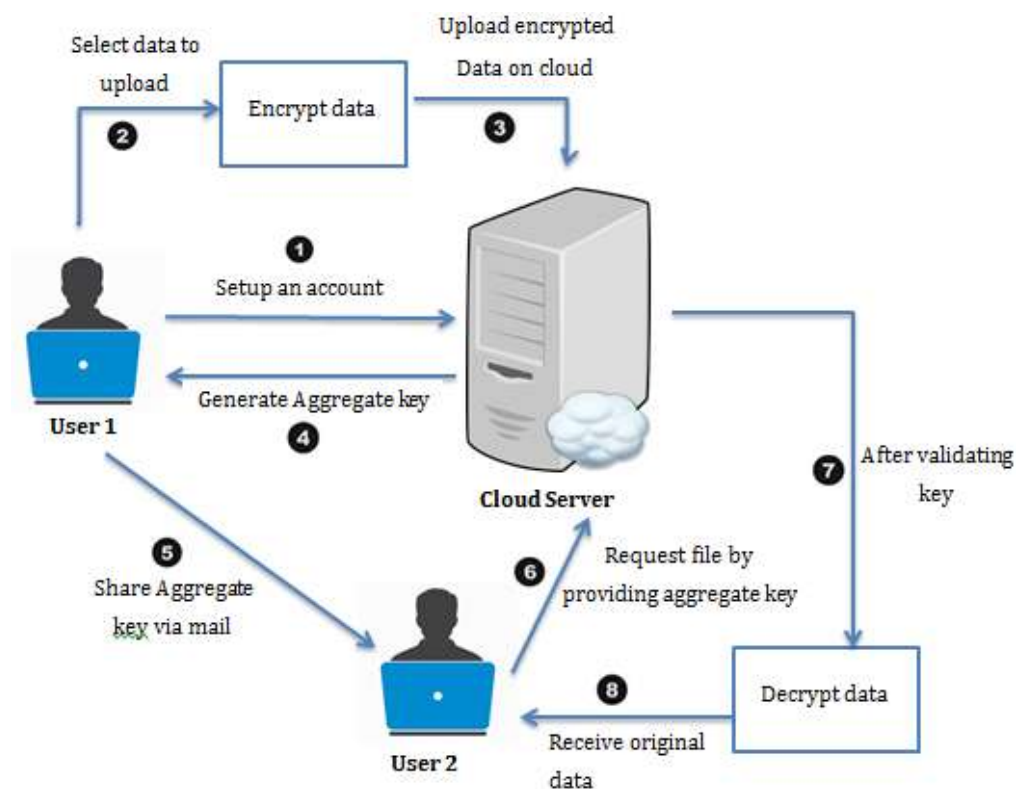 Select data to
upload
Upload encrypted
Data on cloud
Encrypt data
2
3
1
Setup an account
Generate Aggregate key
4
User 1
Cloud Server
7
After validating
key
5
Share Aggregate
key via mail
6
Request file by
providing aggregate key
8
Decrypt data
Receive original
data
User 2